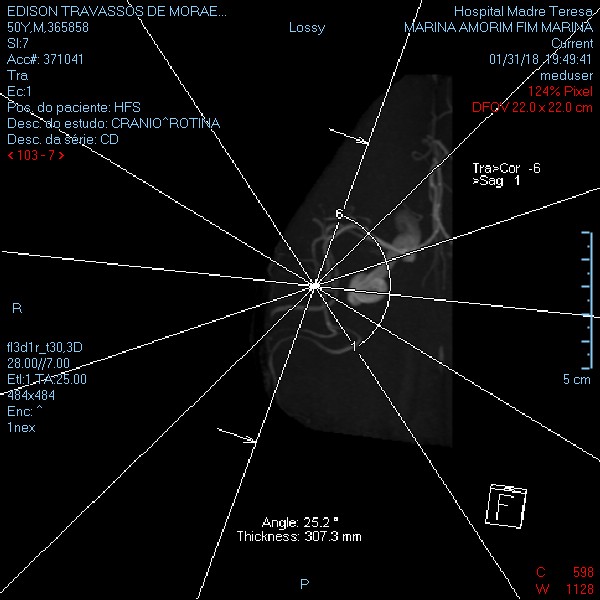 EDISON TRAVASSOS DE MORAE...
50Y,M,365858
Sl:7
Acc#: 371041
Tra
Ec:1
Pos. do paciente: HFS
Desc. do estudo: CRANIO^ROTINA
Desc. da série: CD
< 103 - 7 >
Lossy
Hospital Madre Teresa
MARINA AMORIM FIM MARINA
Current
01/31/18 19:49:41
meduser
124% Pixel
DFOV 22.0 x 22.0 cm
Tra>Cor -6
>Sag 1
6
1
R
fl3d1r_t30,3D
28.00//7.00
Etl:1,TA:25.00
484x484
Enc: ^
1nex
5 cm
F
Angle: 25.2 °
Thickness: 307.3 mm
P
C 598
W 1128